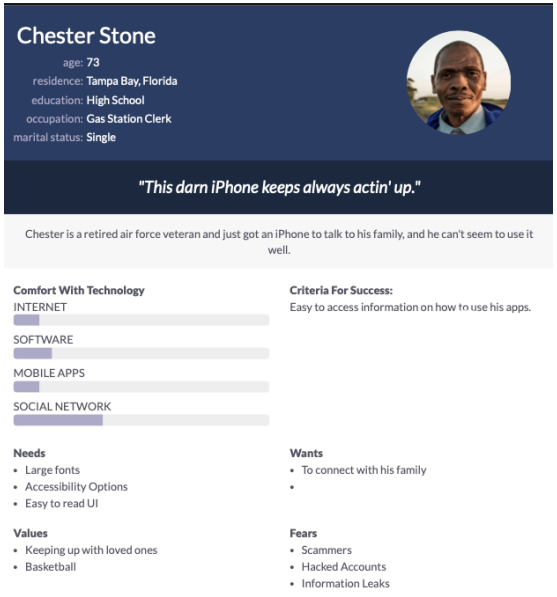 Chester Stone
age: 73
residence: Tampa Bay, Florida
education: High School
occupation: Gas Station Clerk
marital status: Single
"This darn iPhone keeps always actin' up."
Chester is a retired air force veteran and just got an iPhone to talk to his family, and he can't seem to use it
well.
Comfort With Technology
INTERNET
SOFTWARE
MOBILE APPS
SOCIAL NETWORK
Criteria For Success:
Easy to access information on how to use his apps.
Needs
• Large fonts
• Accessibility Options
• Easy to read UI
Wants
• To connect with his family
•
Values
• Keeping up with loved ones
• Basketball
Fears
• Scammers
• Hacked Accounts
• Information Leaks